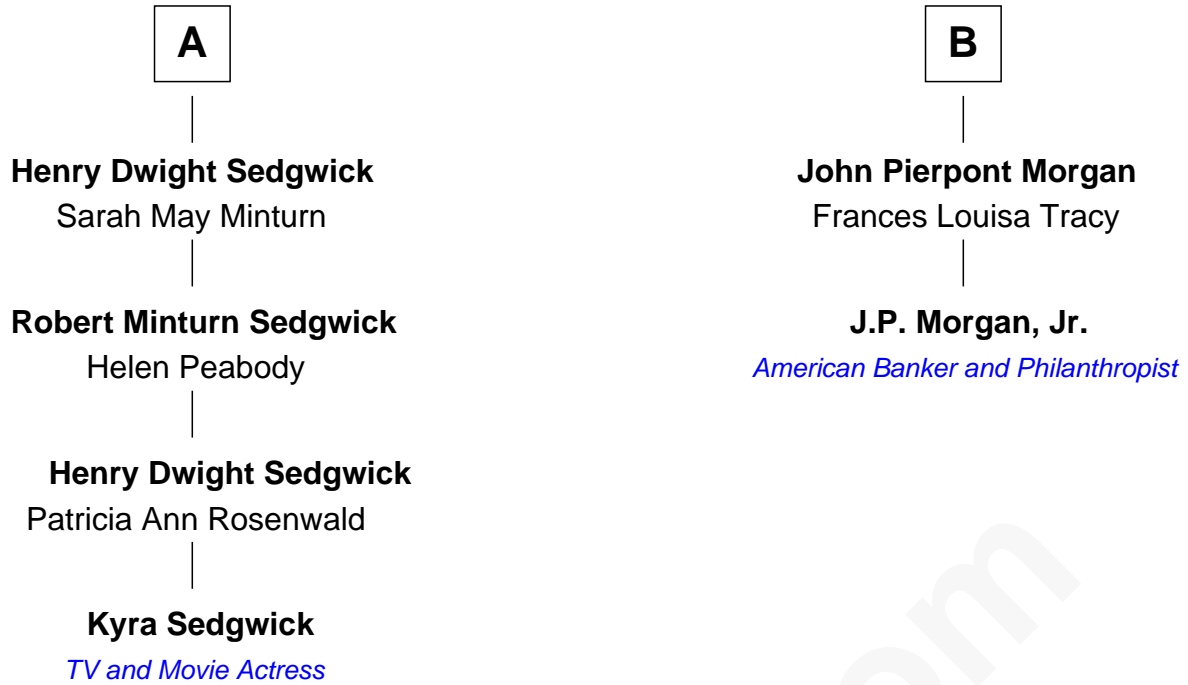 A
Henry Dwight Sedgwick
Sarah May Minturn
Robert Minturn Sedgwick
Helen Peabody
Henry Dwight Sedgwick
Patricia Ann Rosenwald
Kyra Sedgwick
TV and Movie Actress
B
John Pierpont Morgan
Frances Louisa Tracy
J.P. Morgan, Jr.
American Banker and Philanthropist
om